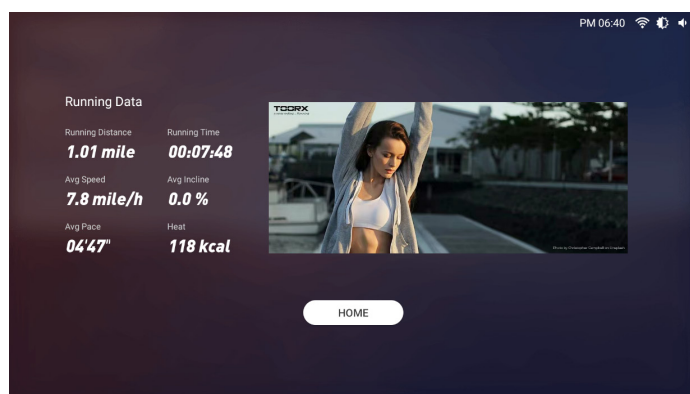 PM 06:40
Running Data
Running Distance Running Time
1.01 mile 00:07:48
Avg Speed Avg Incline
7.8 mile/h 0.0 %
Avg Pace Heat
04'47" 118 kcal
TOORX
HOME